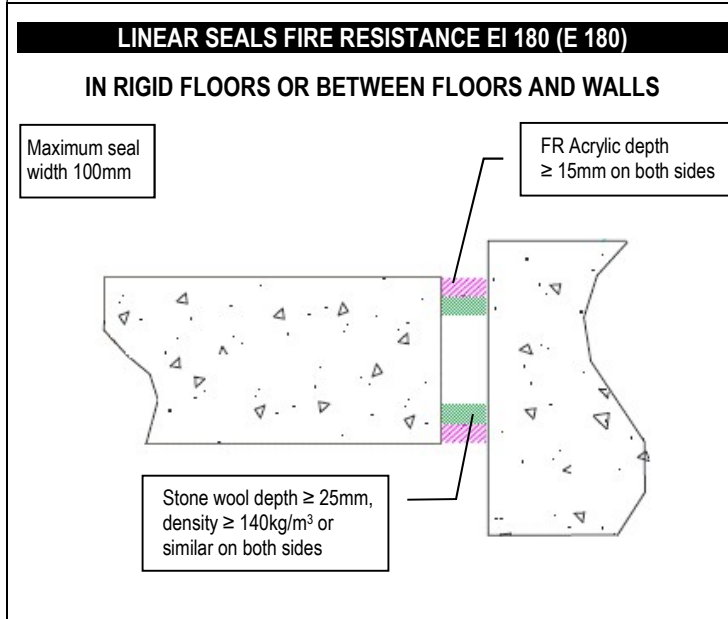 LINEAR SEALS FIRE RESISTANCE EI 180 (E 180)
IN RIGID FLOORS OR BETWEEN FLOORS AND WALLS
Maximum seal
width 100mm
FR Acrylic depth
≥ 15mm on both sides
Stone wool depth ≥ 25mm,
density ≥ 140kg/m³ or
similar on both sides